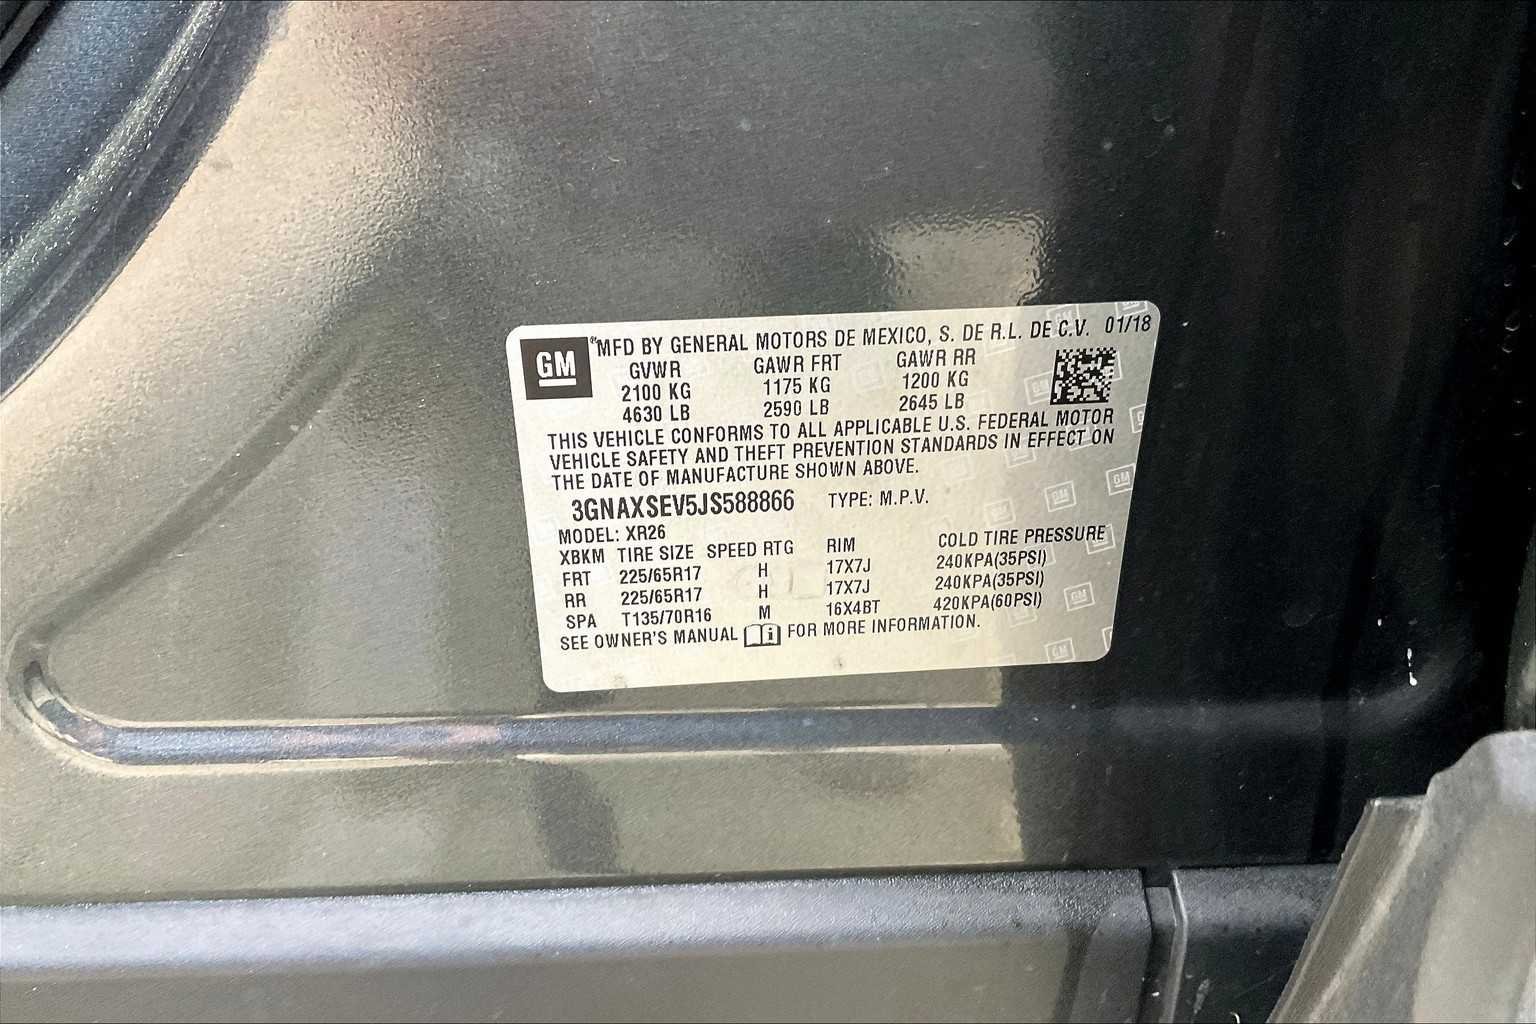 GM ® MFD BY GENERAL MOTORS DE MEXICO, S. DE R.L. DE C.V. 01/18
GVWR GAWR FRT GAWR RR
2100 KG 1175 KG 1200 KG
4630 LB 2590 LB 2645 LB
THIS VEHICLE CONFORMS TO ALL APPLICABLE U.S. FEDERAL MOTOR
VEHICLE SAFETY AND THEFT PREVENTION STANDARDS IN EFFECT ON
THE DATE OF MANUFACTURE SHOWN ABOVE.
3GNAXSEV5JS588866 TYPE: M.P.V.
MODEL: XR26
XBKM TIRE SIZE SPEED RTG RIM COLD TIRE PRESSURE
FRT 225/65R17 H 17X7J 240KPA(35PSI)
RR 225/65R17 H 17X7J 240KPA(35PSI)
SPA T135/70R16 M 16X4BT 420KPA(60PSI)
SEE OWNER'S MANUAL i FOR MORE INFORMATION.